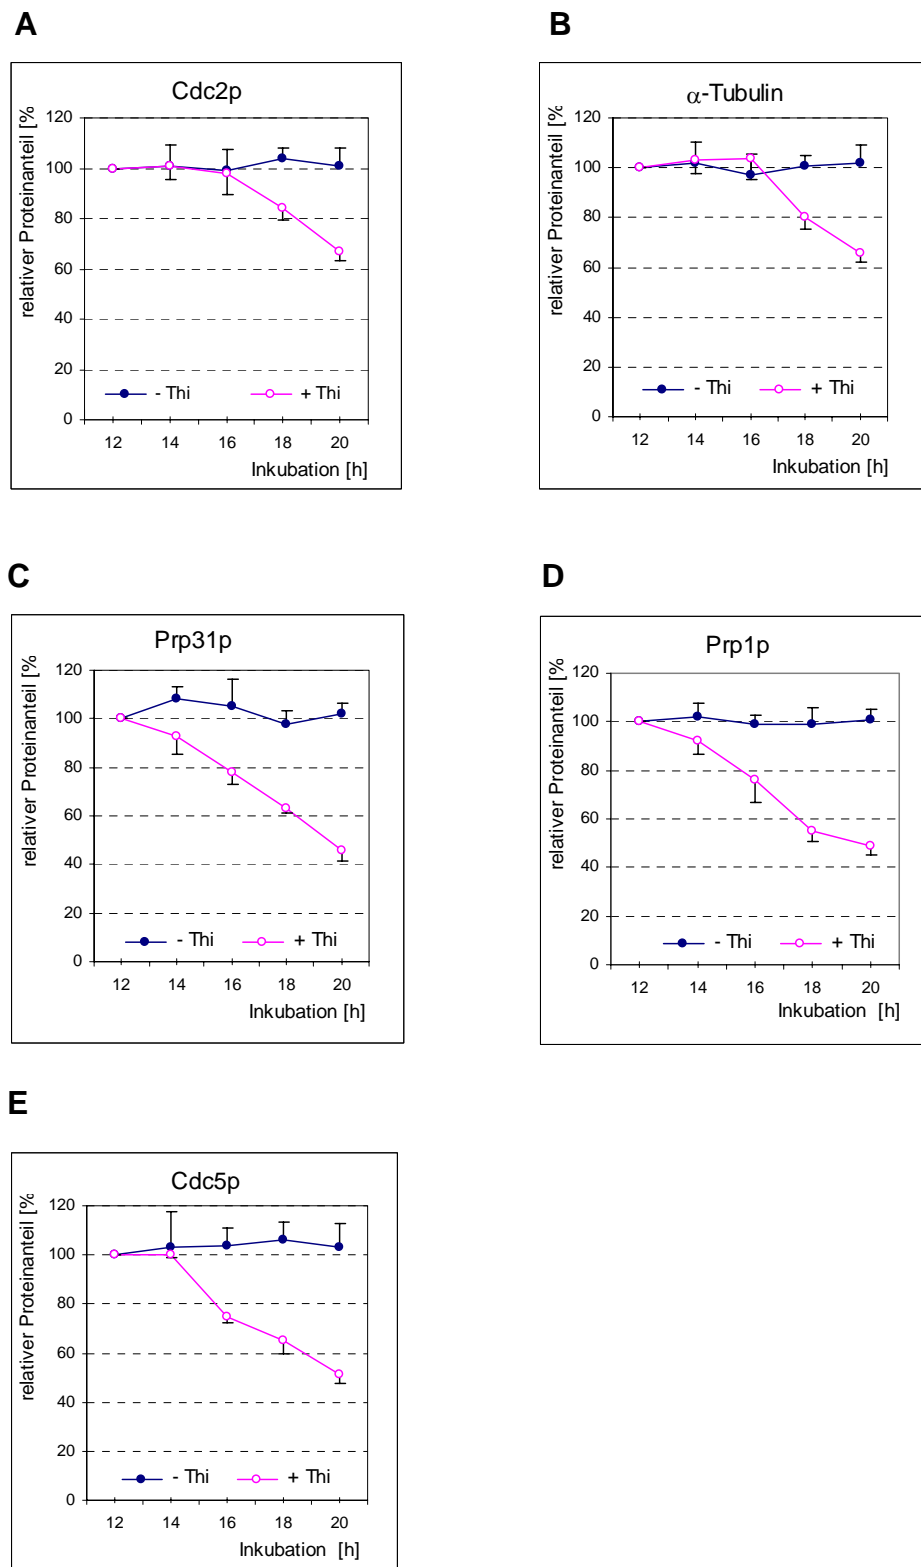 A
Cdc2p
relativer Proteinanteil [%
120
100
80
60
40
20
0
- Thi + Thi
12 14 16 18 20
Inkubation [h]
B
α-Tubulin
relativer Proteinanteil [%
120
100
80
60
40
20
0
- Thi + Thi
12 14 16 18 20
Inkubation [h]
C
Prp31p
relativer Proteinanteil [%
120
100
80
60
40
20
0
- Thi + Thi
12 14 16 18 20
Inkubation [h]
D
Prp1p
relativer Proteinanteil [%
120
100
80
60
40
20
0
- Thi + Thi
12 14 16 18 20
Inkubation [h]
E
Cdc5p
relativer Proteinanteil [%
120
100
80
60
40
20
0
- Thi + Thi
12 14 16 18 20
Inkubation [h]